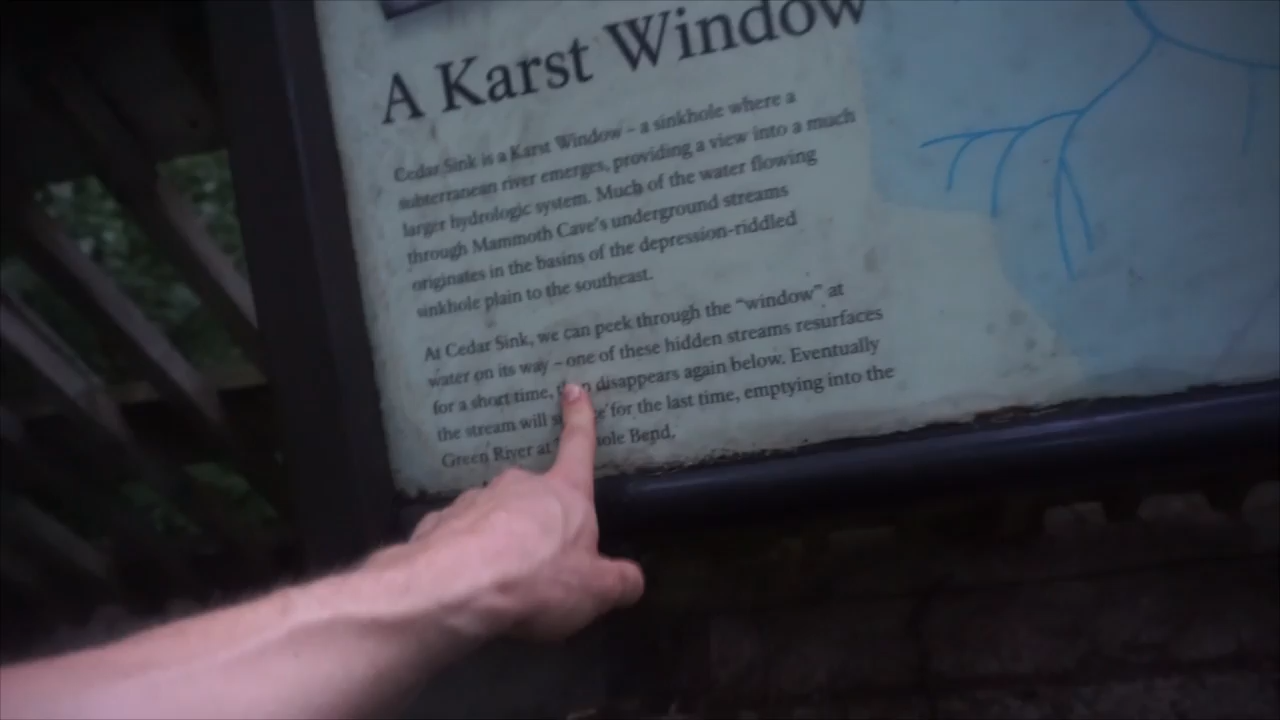 A Karst Window
Cedar Sink is a Karst Window – a sinkhole where a
subterranean river emerges, providing a view into a much
larger hydrologic system. Much of the water flowing
through Mammoth Cave's underground streams
originates in the basins of the depression-riddled
sinkhole plain to the southeast.
At Cedar Sink, we can peek through the "window" at
water on its way – one of these hidden streams resurfaces
for a short time, disappears again below. Eventually
the stream will for the last time, emptying into the
Green River at Bend.